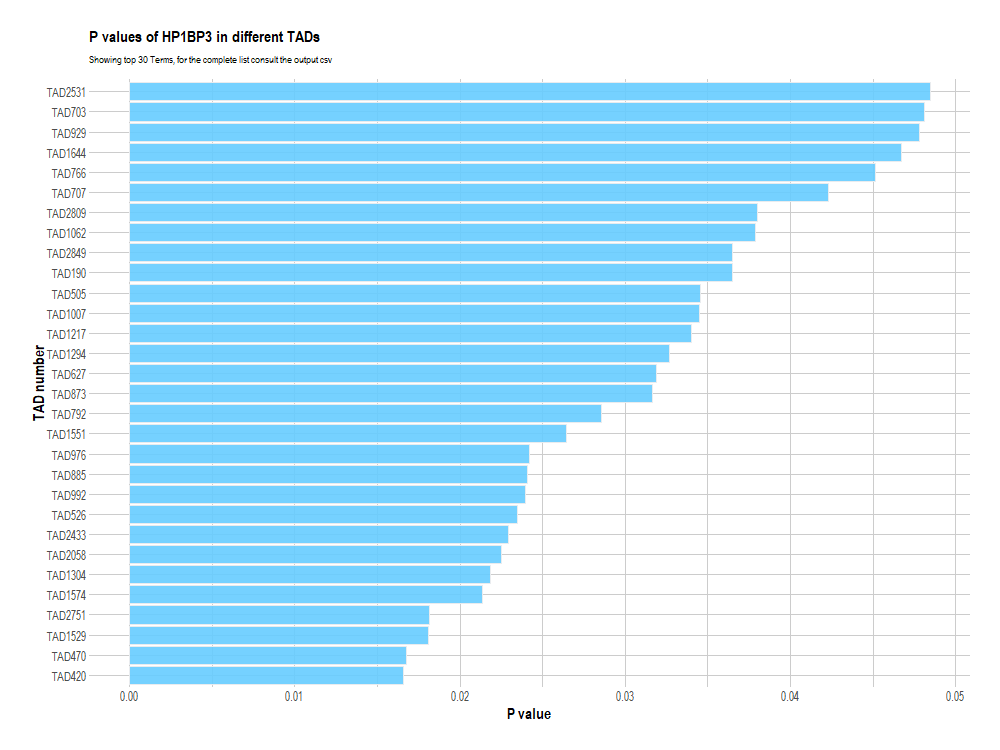 P values of HP1BP3 in different TADs
Showing top 30 Terms, for the complete list consult the output csv
TAD number
TAD2531
TAD703
TAD929
TAD1644
TAD766
TAD707
TAD2809
TAD1062
TAD2849
TAD190
TAD505
TAD1007
TAD1217
TAD1294
TAD627
TAD873
TAD792
TAD1551
TAD976
TAD885
TAD992
TAD526
TAD2433
TAD2058
TAD1304
TAD1574
TAD2751
TAD1529
TAD470
TAD420
0.00 0.01 0.02 0.03 0.04 0.05
P value